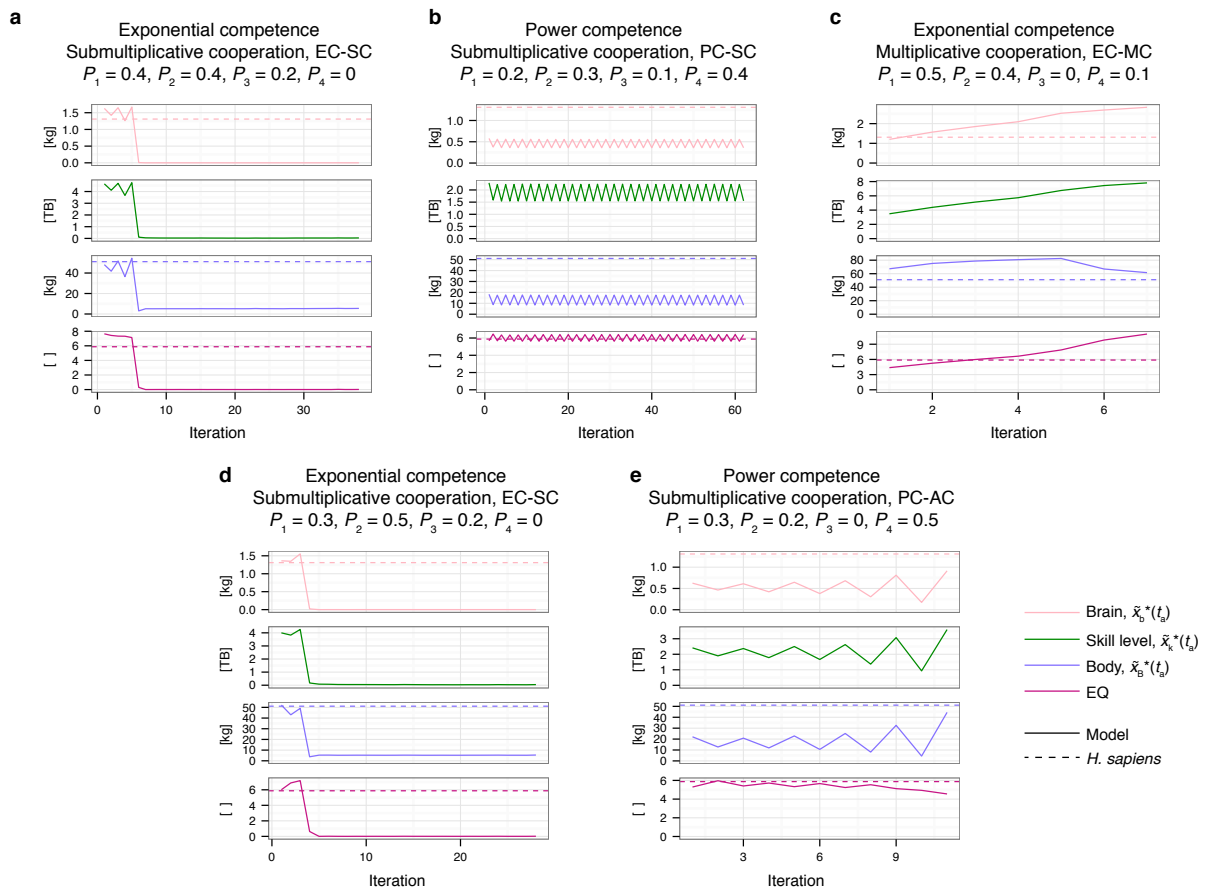 a
Exponential competence
Submultiplicative cooperation, EC-SC
P₁ = 0.4, P₂ = 0.4, P₃ = 0.2, P₄ = 0
[kg]
1.5
1.0
0.5
0.0
[TB]
4
3
2
1
0
[kg]
40
20
0
[ ]
8
6
4
2
0
0
10
20
30
Iteration
b
Power competence
Submultiplicative cooperation, PC-SC
P₁ = 0.2, P₂ = 0.3, P₃ = 0.1, P₄ = 0.4
[kg]
1.0
0.5
0.0
[TB]
2.0
1.5
1.0
0.5
0.0
[kg]
50
40
30
20
10
0
[ ]
6
4
2
0
0
20
40
60
Iteration
c
Exponential competence
Multiplicative cooperation, EC-MC
P₁ = 0.5, P₂ = 0.4, P₃ = 0, P₄ = 0.1
[kg]
2
1
0
[TB]
8
6
4
2
0
[kg]
80
60
40
20
0
[ ]
9
6
3
0
2
4
6
Iteration
d
Exponential competence
Submultiplicative cooperation, EC-SC
P₁ = 0.3, P₂ = 0.5, P₃ = 0.2, P₄ = 0
[kg]
1.5
1.0
0.5
0.0
[TB]
4
3
2
1
0
[kg]
50
40
30
20
10
0
[ ]
6
4
2
0
0
10
20
Iteration
e
Power competence
Submultiplicative cooperation, PC-AC
P₁ = 0.3, P₂ = 0.2, P₃ = 0, P₄ = 0.5
[kg]
1.0
0.5
0.0
[TB]
3
2
1
0
[kg]
50
40
30
20
10
0
[ ]
6
4
2
0
3
6
9
Iteration
Brain, x̃_b*(t_a)
Skill level, x̃_k*(t_a)
Body, x̃_B*(t_a)
EQ
Model
H. sapiens